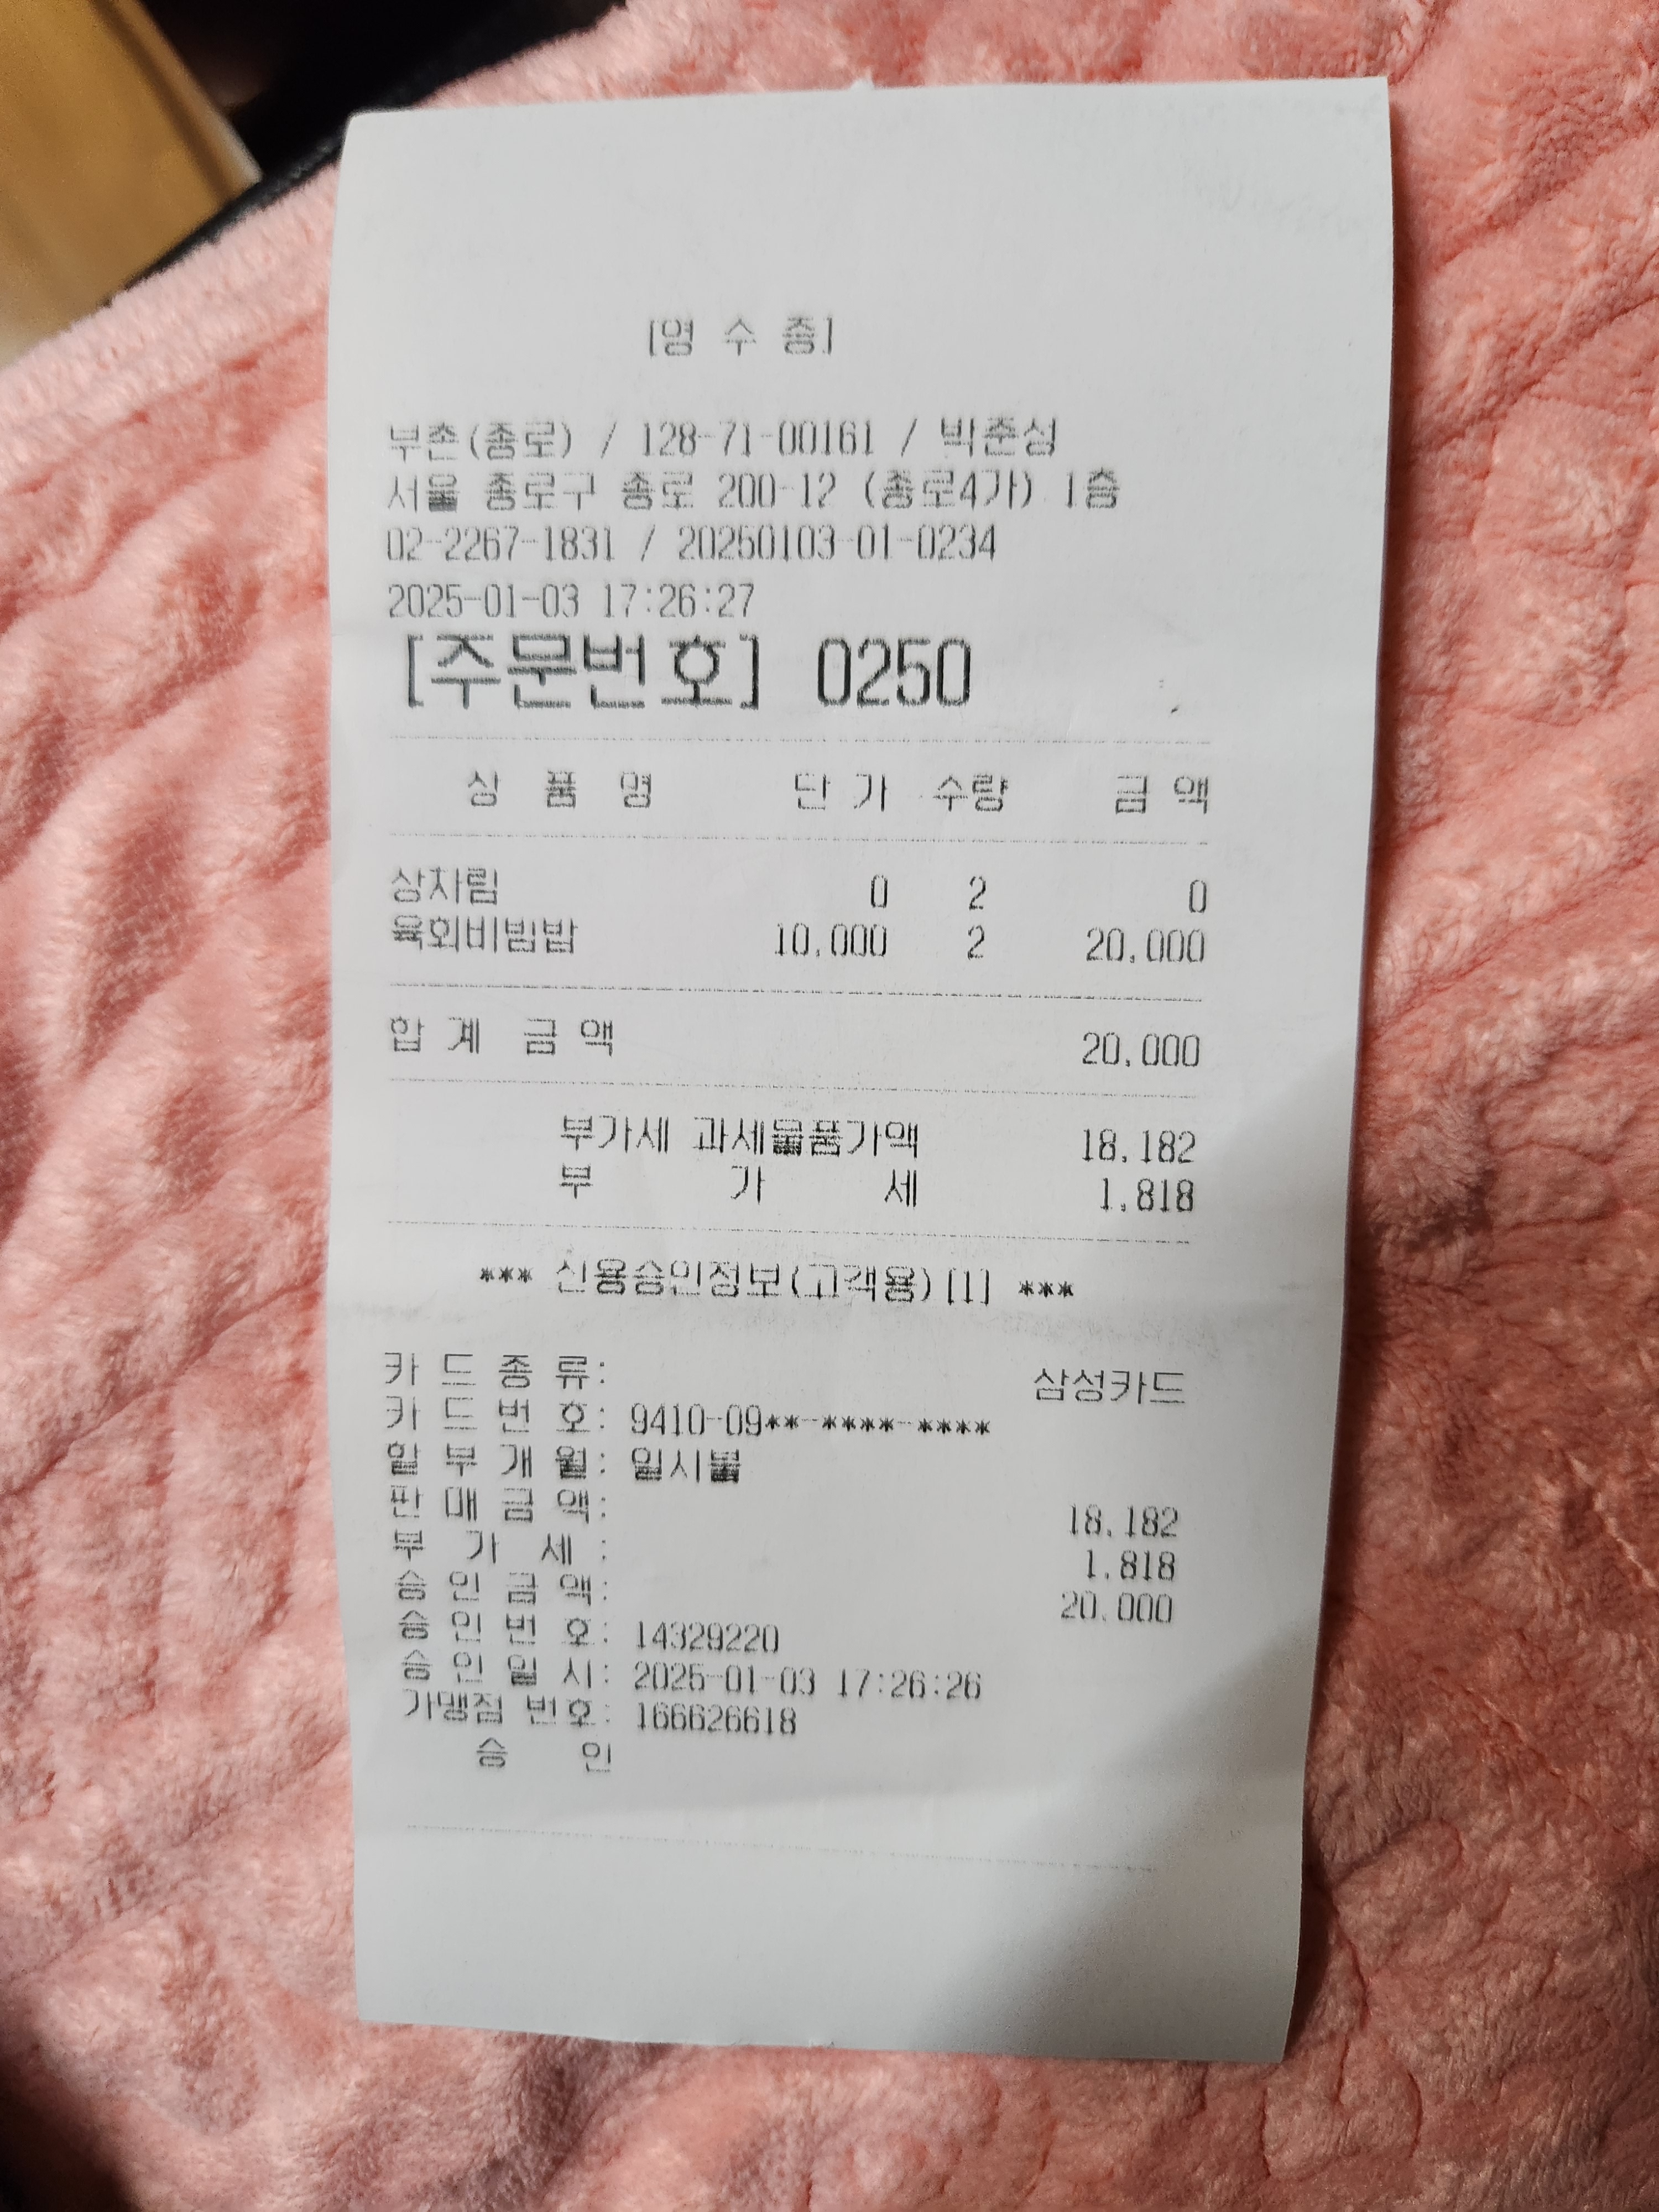 [영 수 증]
부촌(종로) / 128-71-00161 / 박준섬
서울 종로구 종로 200-12 (종로4가) 1층
02-2267-1831 / 20250103-01-0234
2025-01-03 17:26:27
[주문번호] 0250
상 품 명 단 가 수량 금 액
상차림 0 2 0
육회비빔밥 10,000 2 20,000
합 계 금 액 20,000
부가세 과세물품가액 18,182
부 가 세 1,818
*** 신용승인정보(고객용)[1] ***
카 드 종 류: 삼성카드
카 드 번 호: 9410-09**-****-****
할 부 개 월: 일시불
판 매 금 액: 18,182
부 가 세 : 1,818
승 인 금 액: 20,000
승 인 번 호: 14329220
승 인 일 시: 2025-01-03 17:26:26
가맹점 번호: 166626618
승 인